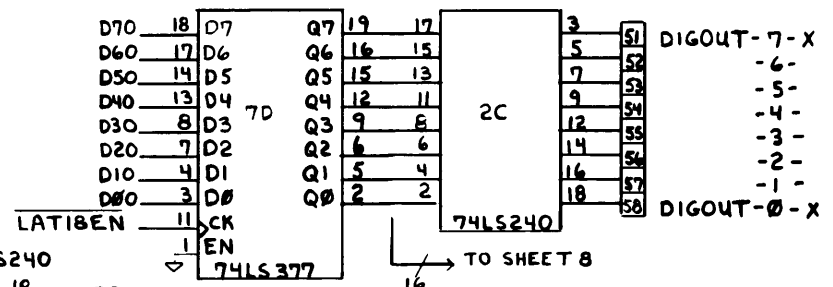 D70 18 D7 Q7 19 17 3 51 DIGOUT-7-X
D60 17 D6 Q6 16 15 5 52 -6-
D50 14 D5 Q5 15 13 7 53 -5-
D40 13 D4 Q4 12 11 9 54 -4-
7D 2C
D30 8 D3 Q3 9 8 12 55 -3-
D20 7 D2 Q2 6 6 14 56 -2-
D10 4 D1 Q1 5 4 16 57 -1-
DØ0 3 DØ QØ 2 2 18 58 DIGOUT-Ø-X
LAT1BEN 11 CK
74LS240
1 EN
S240
74LS377
TO SHEET 8
16